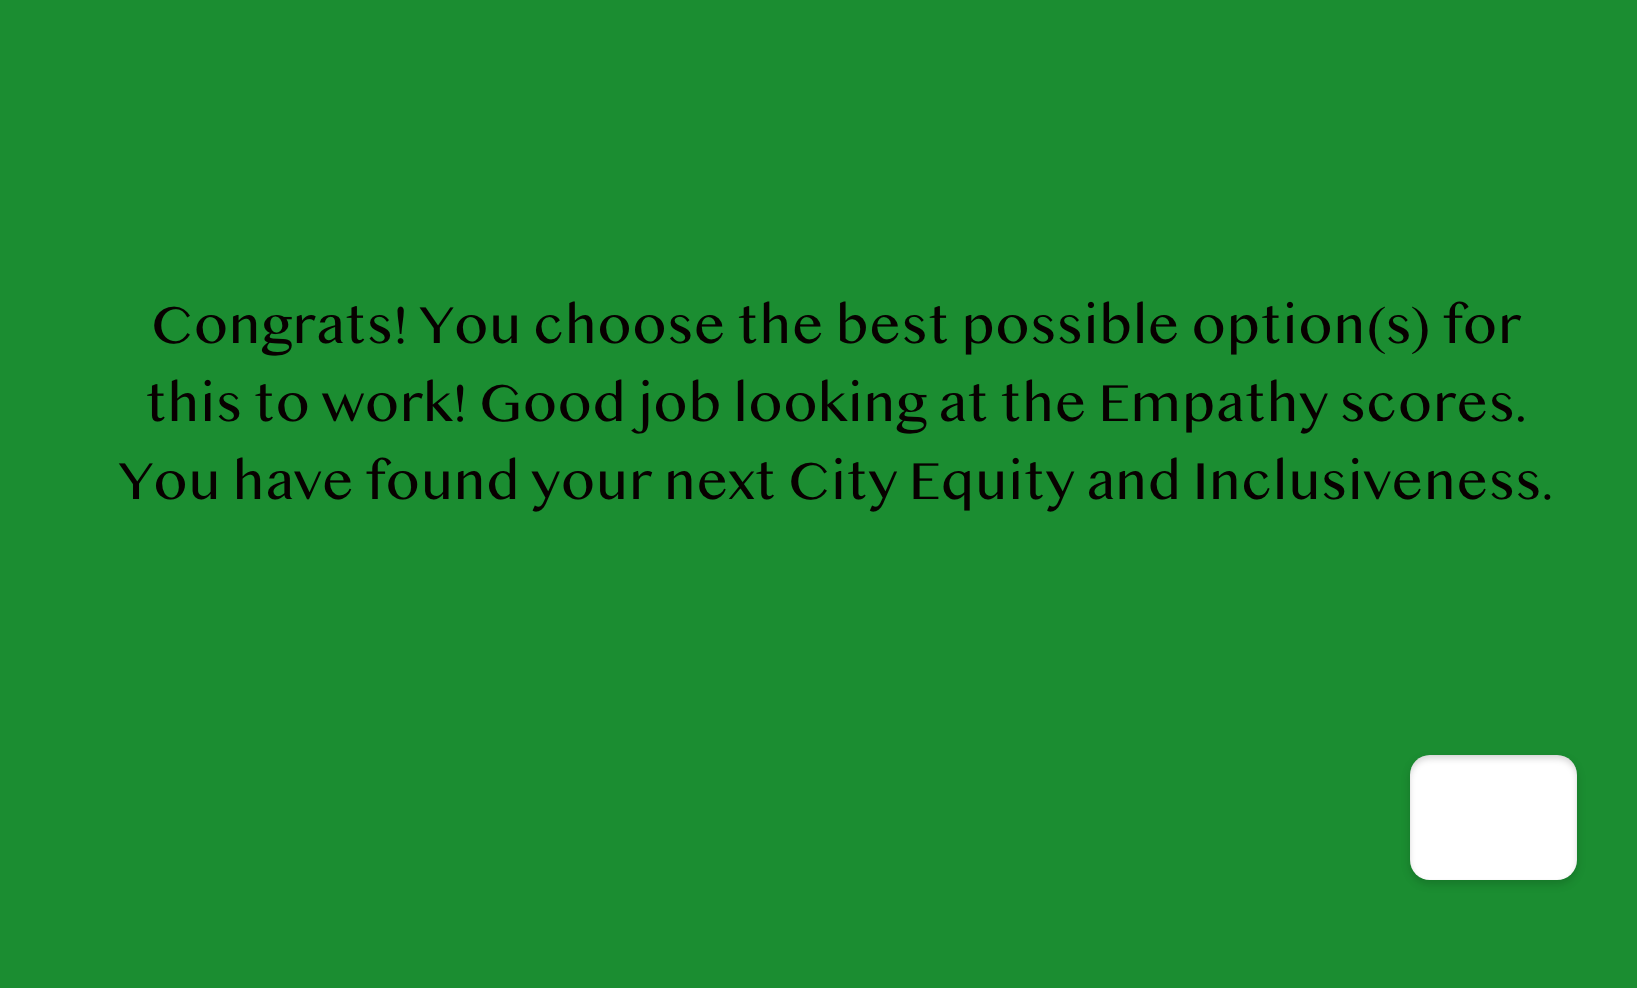 Congrats! You choose the best possible option(s) for
this to work! Good job looking at the Empathy scores.
You have found your next City Equity and Inclusiveness.